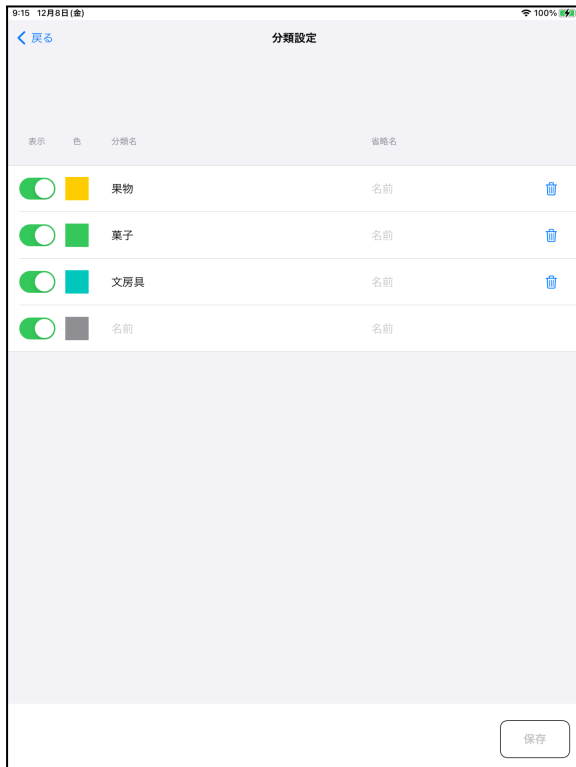 9:15 12月8日(金) 100%
戻る 分類設定
表示 色 分類名 省略名
果物 名前
菓子 名前
文房具 名前
名前 名前
保存